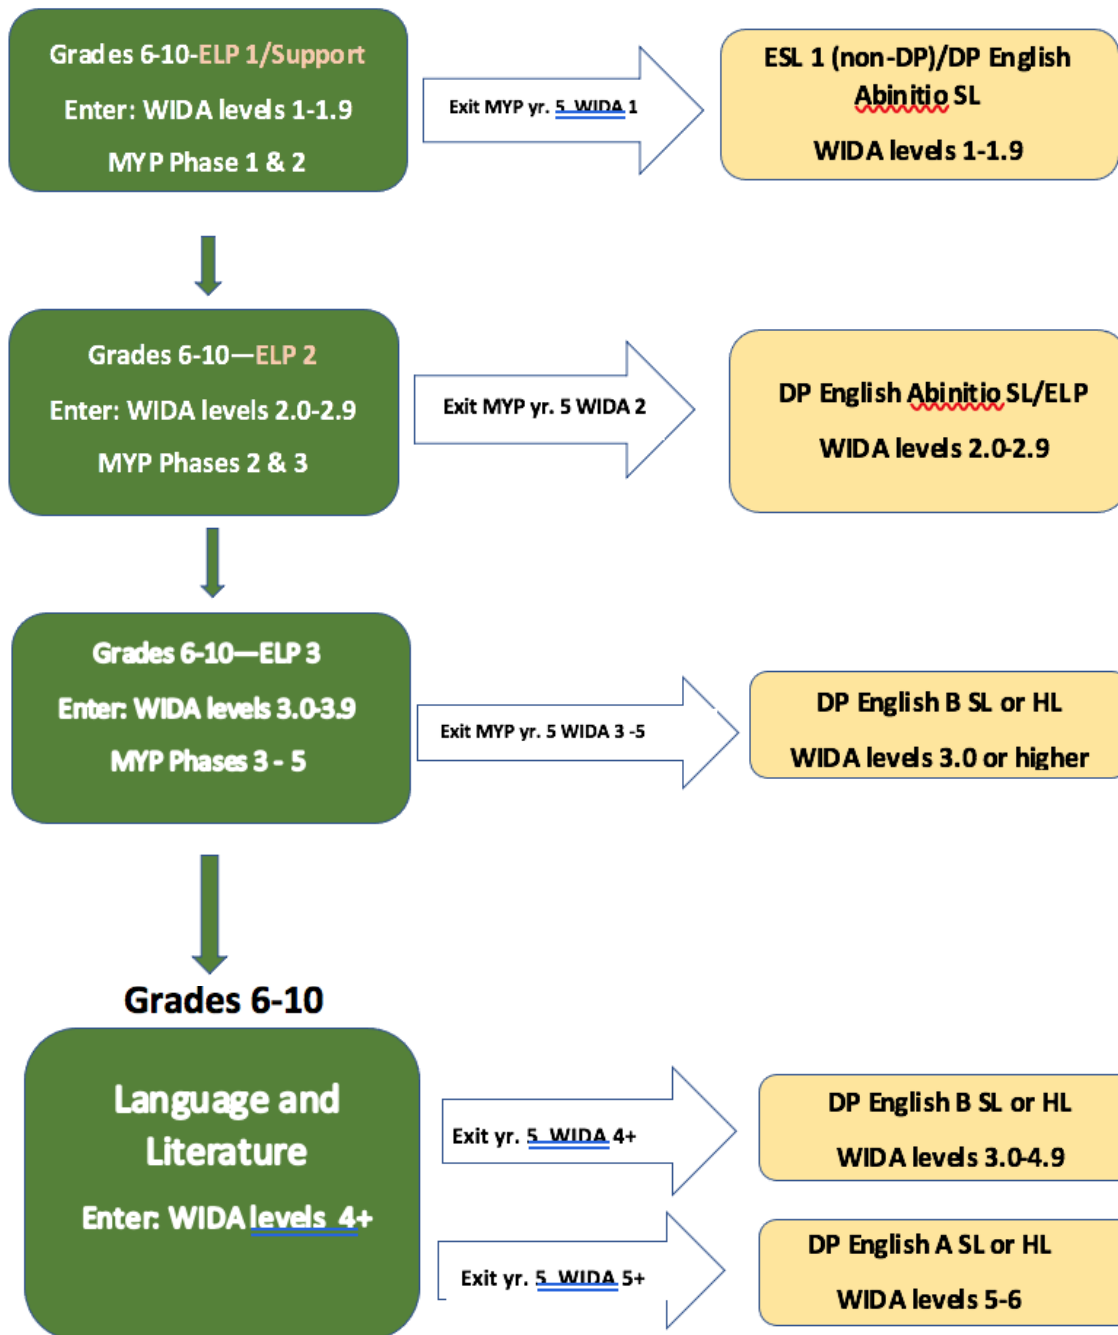 Grades 6-10-ELP 1/Support
Enter: WIDA levels 1-1.9
MYP Phase 1 & 2
Exit MYP yr. 5 WIDA 1
ESL 1 (non-DP)/DP English
Abinitio SL
WIDA levels 1-1.9
Grades 6-10—ELP 2
Enter: WIDA levels 2.0-2.9
MYP Phases 2 & 3
Exit MYP yr. 5 WIDA 2
DP English Abinitio SL/ELP
WIDA levels 2.0-2.9
Grades 6-10—ELP 3
Enter: WIDA levels 3.0-3.9
MYP Phases 3 - 5
Exit MYP yr. 5 WIDA 3 -5
DP English B SL or HL
WIDA levels 3.0 or higher
Grades 6-10
Language and
Literature
Enter: WIDA levels 4+
Exit yr. 5 WIDA 4+
DP English B SL or HL
WIDA levels 3.0-4.9
Exit yr. 5 WIDA 5+
DP English A SL or HL
WIDA levels 5-6